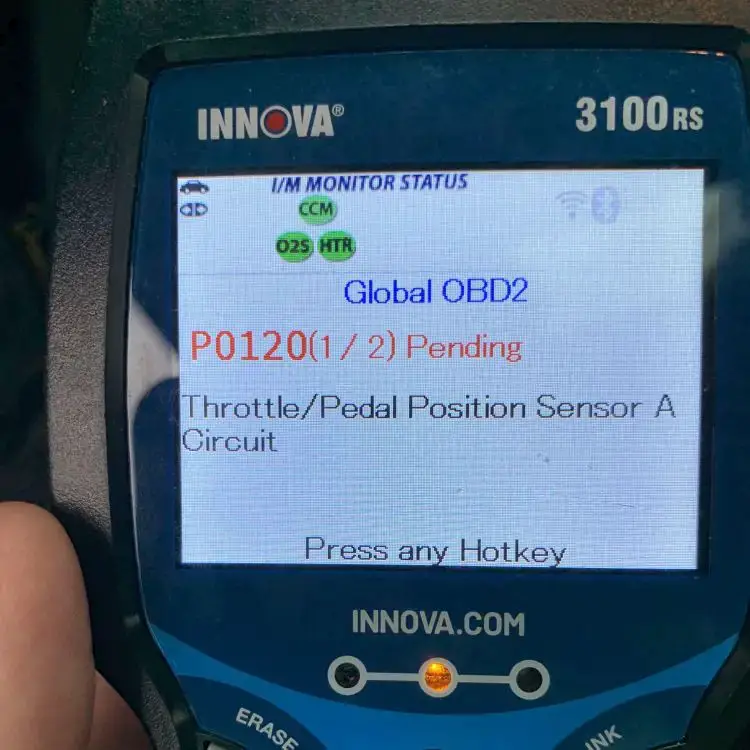 INNOVA®
3100RS
I/M MONITOR STATUS
CCM
O2S HTR
Global OBD2
P0120(1 / 2) Pending
Throttle/Pedal Position Sensor A
Circuit
Press any Hotkey
INNOVA.COM
ERASE